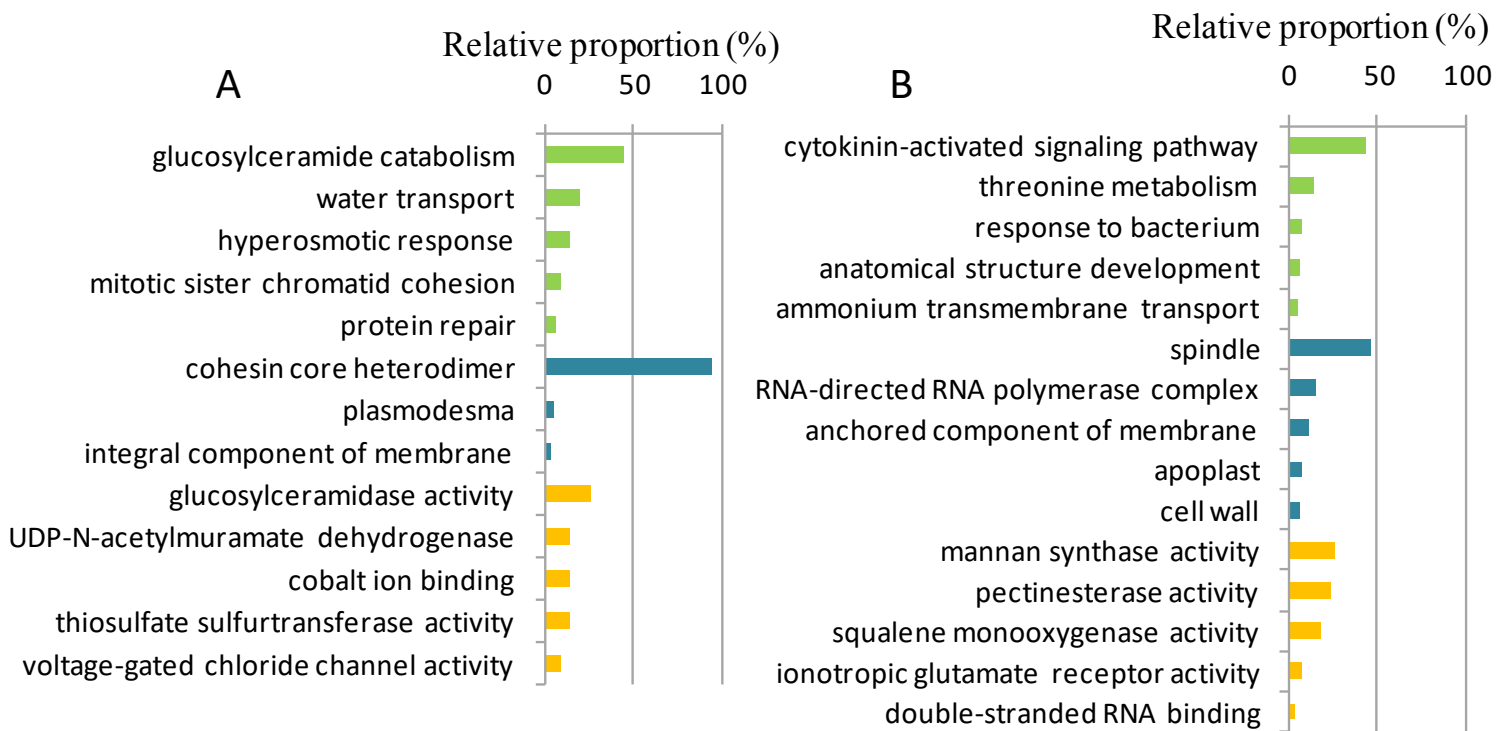 Relative proportion (%)
0 50 100
A
glucosylceramide catabolism
water transport
hyperosmotic response
mitotic sister chromatid cohesion
protein repair
cohesin core heterodimer
plasmodesma
integral component of membrane
glucosylceramidase activity
UDP-N-acetylmuramate dehydrogenase
cobalt ion binding
thiosulfate sulfurtransferase activity
voltage-gated chloride channel activity
Relative proportion (%)
0 50 100
B
cytokinin-activated signaling pathway
threonine metabolism
response to bacterium
anatomical structure development
ammonium transmembrane transport
spindle
RNA-directed RNA polymerase complex
anchored component of membrane
apoplast
cell wall
mannan synthase activity
pectinesterase activity
squalene monooxygenase activity
ionotropic glutamate receptor activity
double-stranded RNA binding